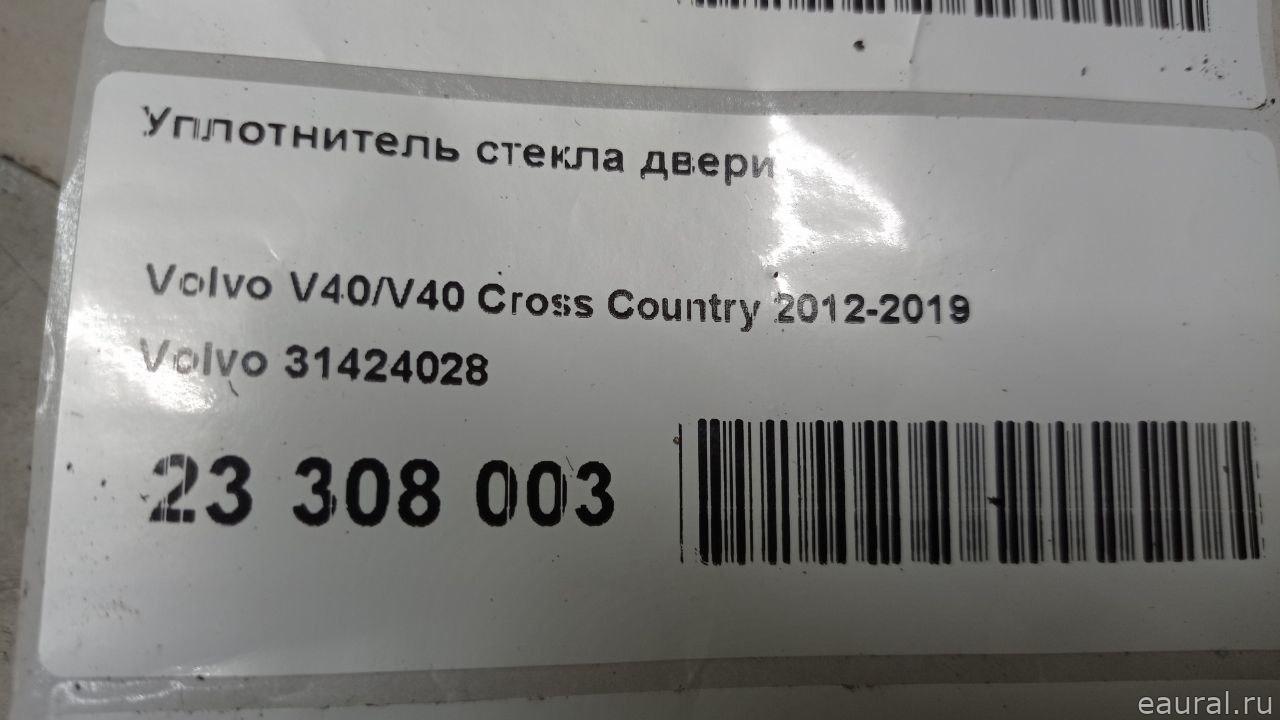 Уплотнитель стекла двери
Volvo V40/V40 Cross Country 2012-2019
Volvo 31424028
23 308 003
eaural.ru